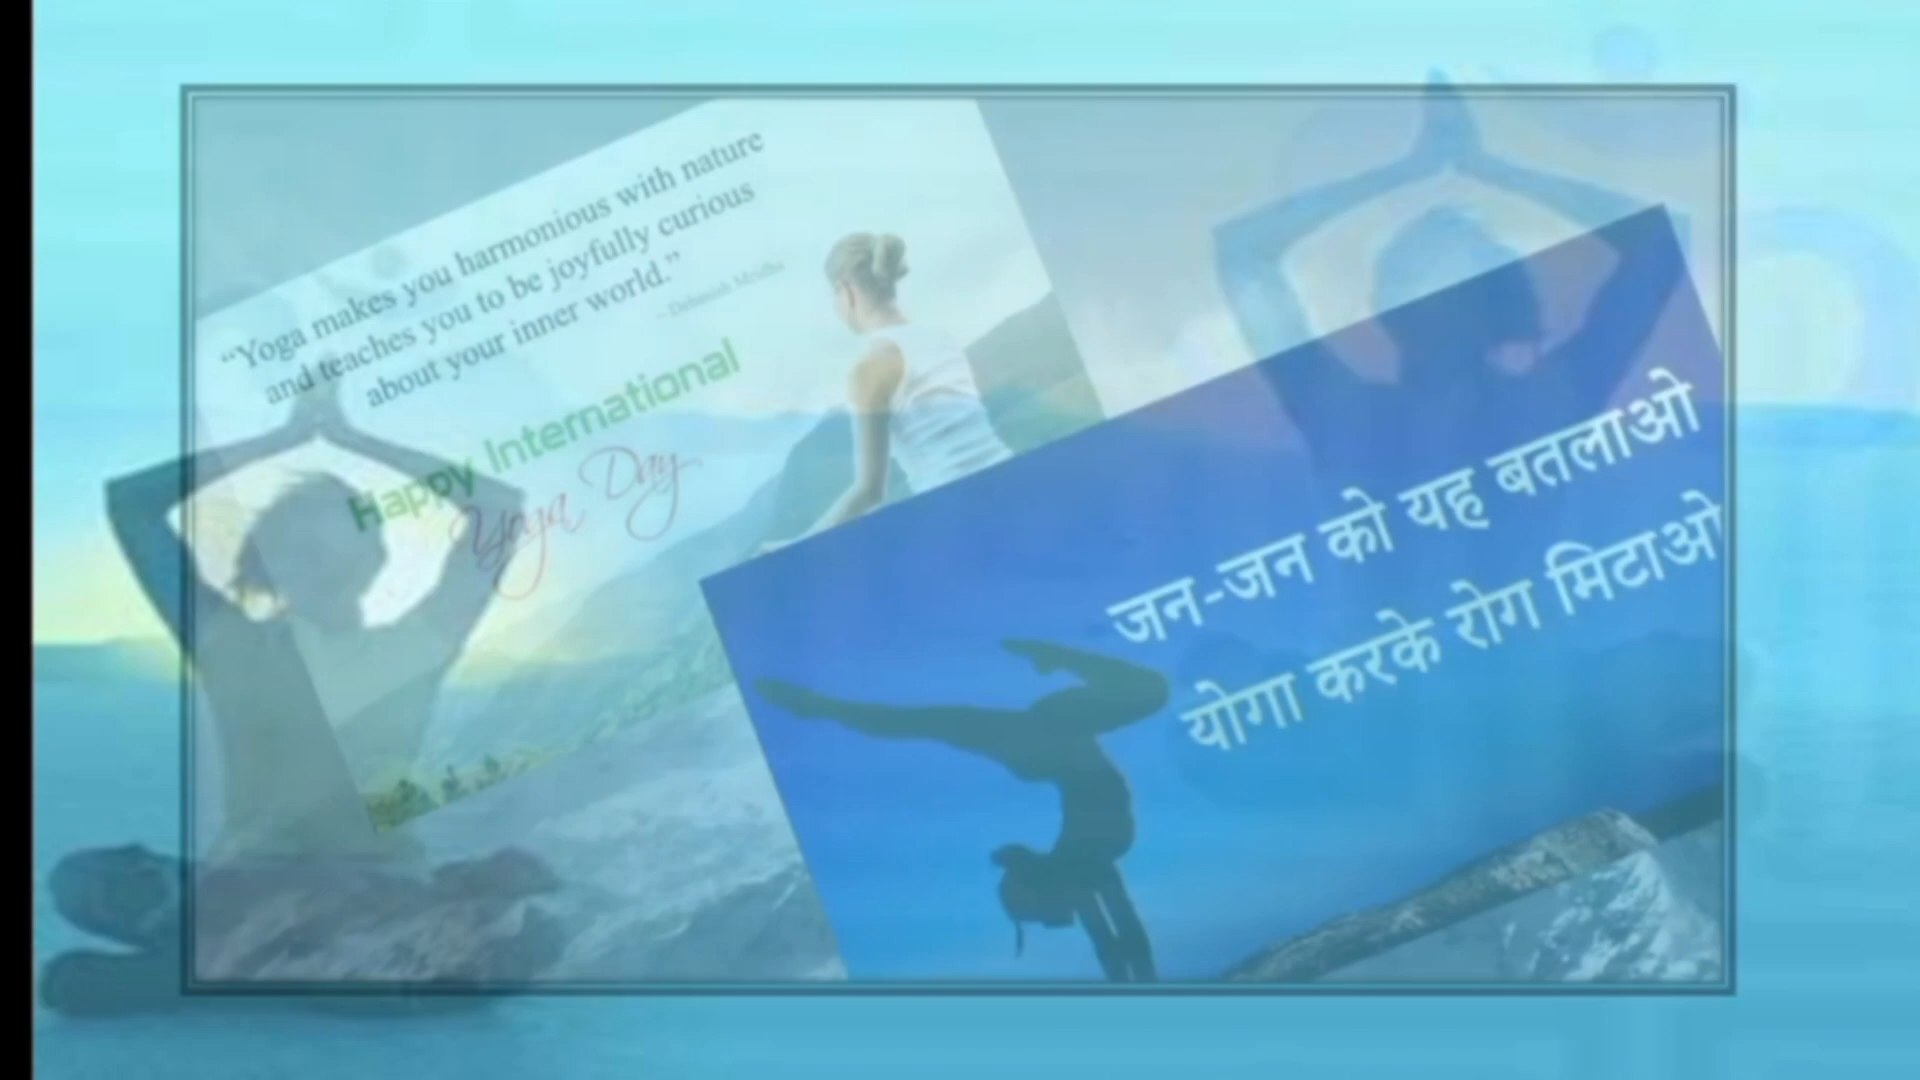 “Yoga makes you harmonious with nature
and teaches you to be joyfully curious
about your inner world.”
Happy International
Yoga Day
जन-जन को यह बतलाओ
योगा करके रोग मिटाओ